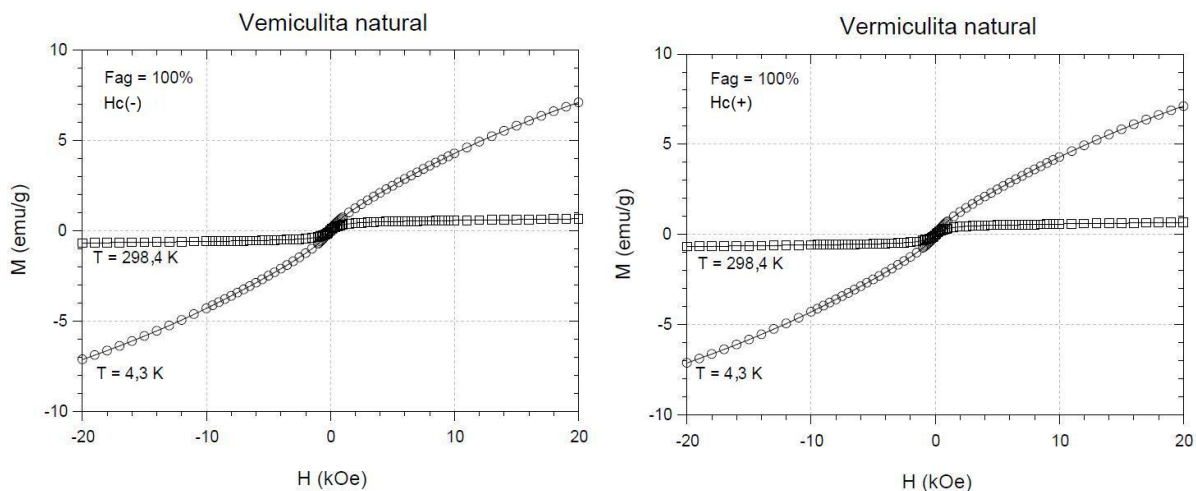 Vemiculita natural
10
5
0
-5
-10
M (emu/g)
Fag = 100%
Hc(-)
T = 298,4 K
T = 4,3 K
-20
-10
0
10
20
H (kOe)
Vermiculita natural
10
5
0
-5
-10
M (emu/g)
Fag = 100%
Hc(+)
T = 298,4 K
T = 4,3 K
-20
-10
0
10
20
H (kOe)